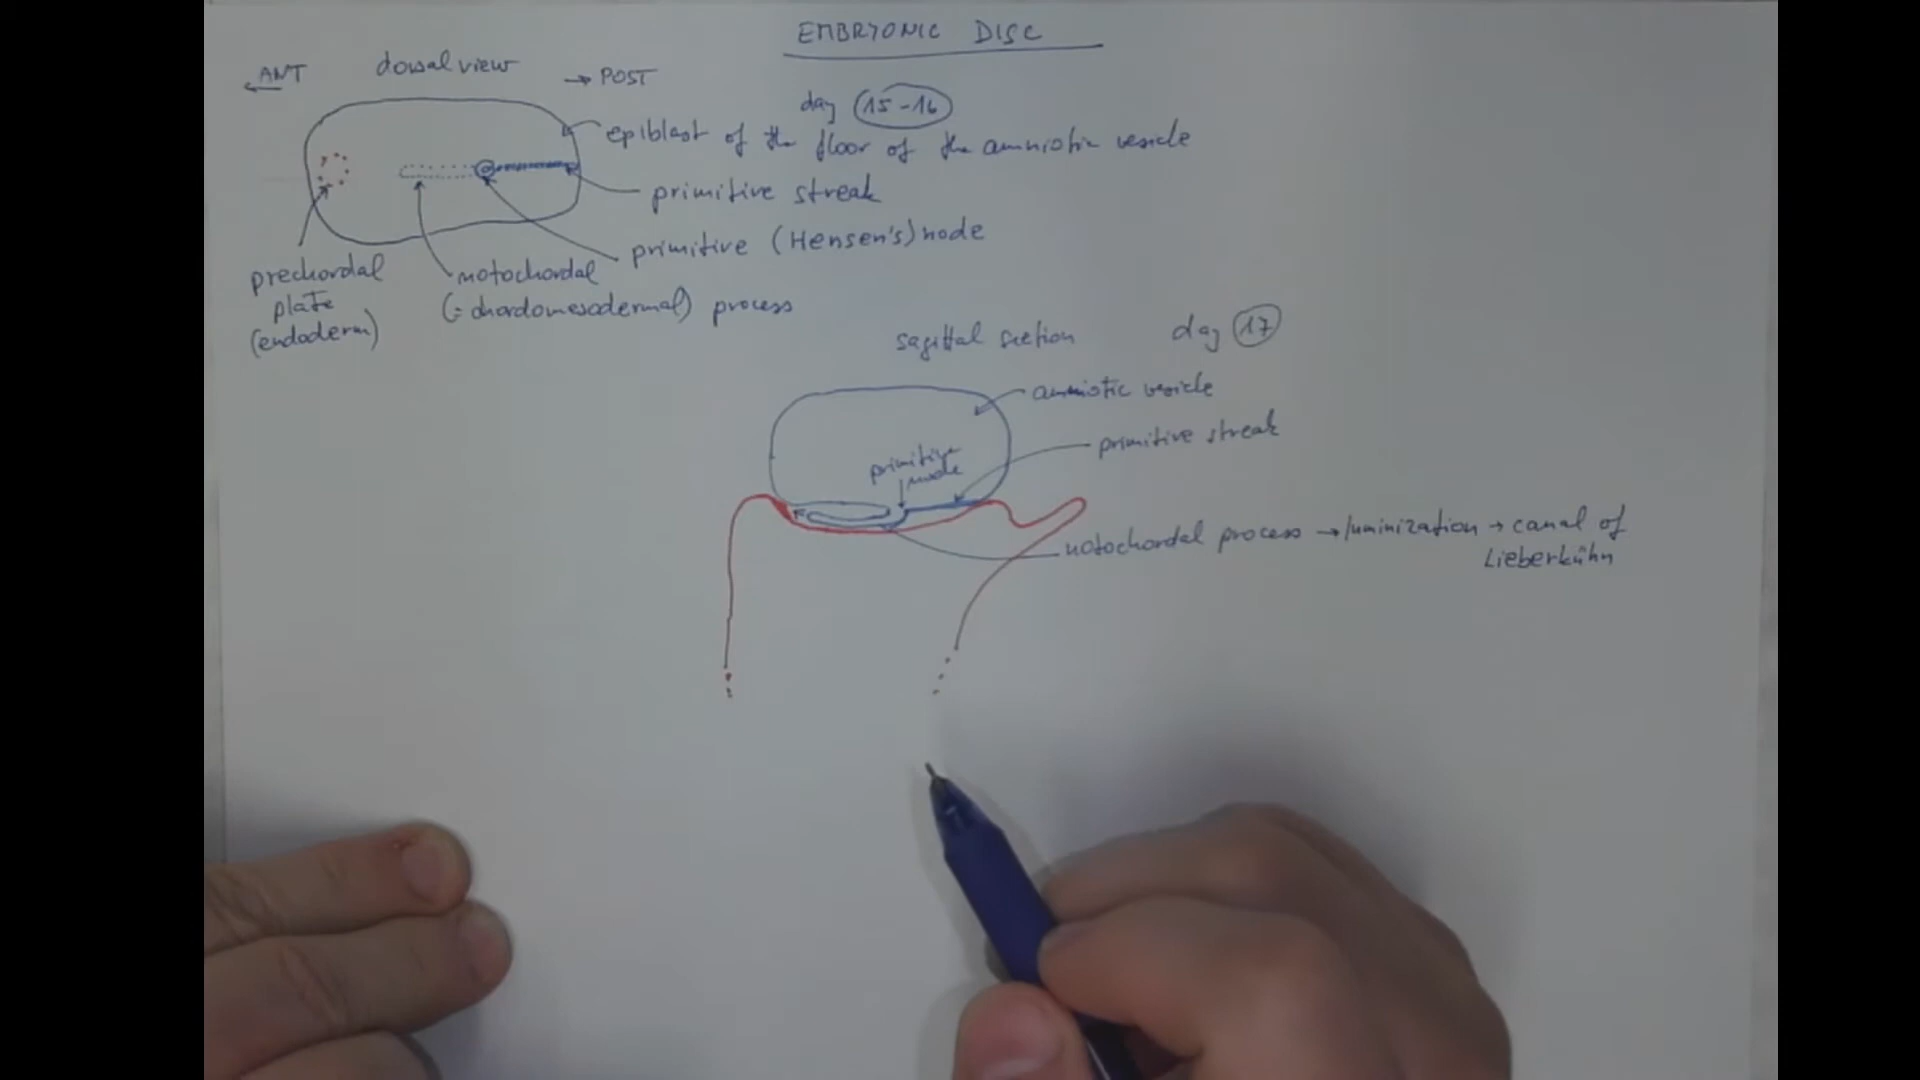 EMBRYONIC DISC
← ANT dorsal view → POST
day 15-16
epiblast of the floor of the amniotic vesicle
primitive streak
primitive (Hensen's) node
prechordal
plate
(endoderm)
notochordal
(= chordomesodermal) process
sagittal section day 17
amniotic vesicle
primitive streak
primitive
node
notochordal process → luminization → canal of
Lieberkühn